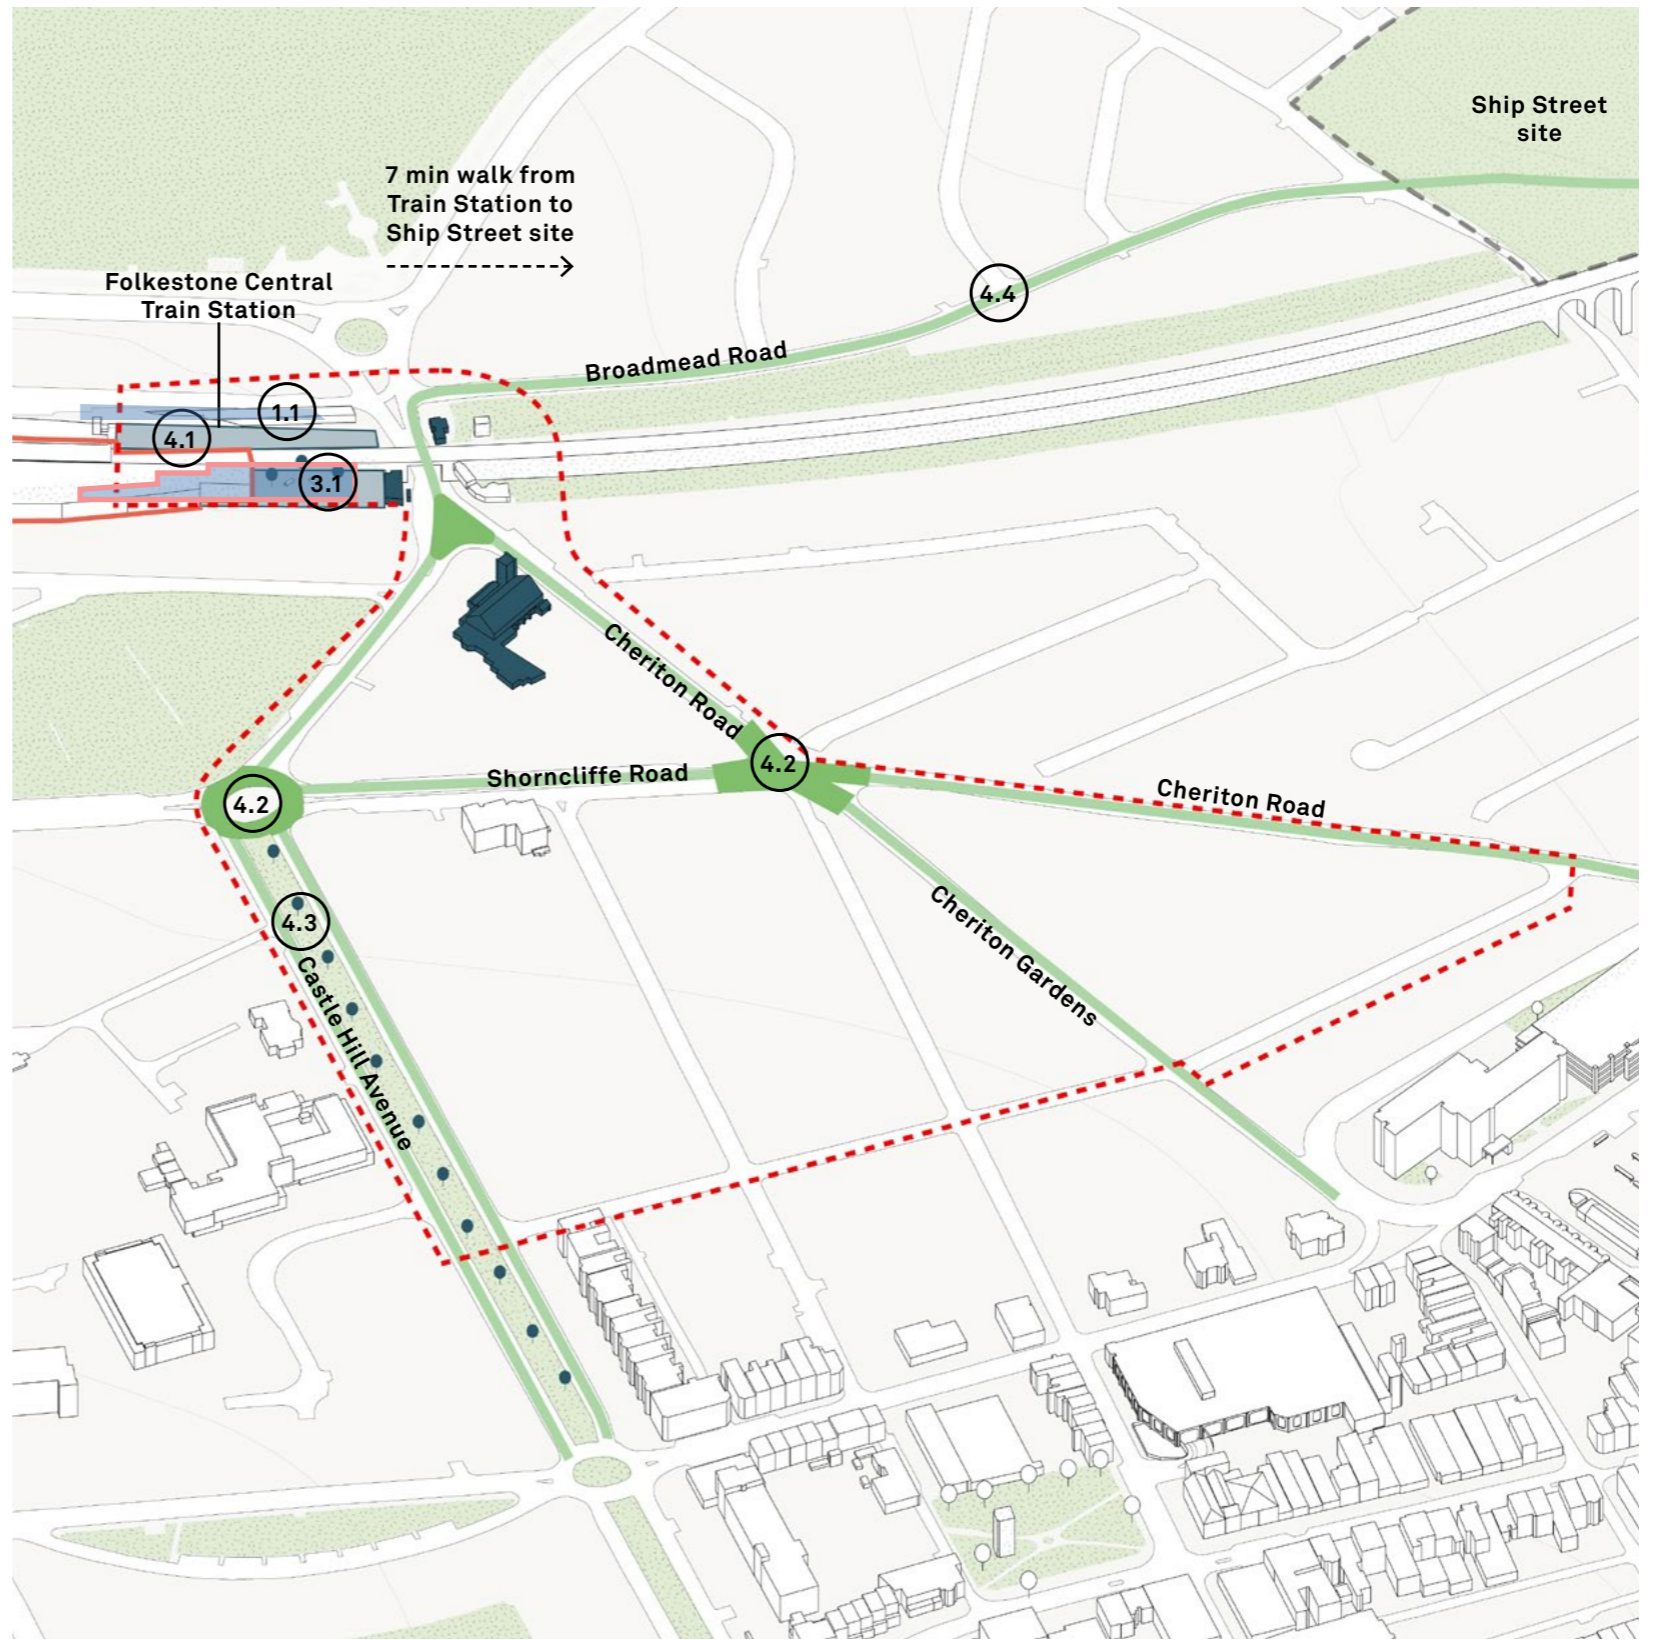 Ship Street
site
7 min walk from
Train Station to
Ship Street site
Folkestone Central
Train Station
4.4
Broadmead Road
1.1
4.1
3.1
Cheriton Road
4.2
Shorncliffe Road
4.2
Cheriton Road
4.3
Cheriton Gardens
Castle Hill Avenue